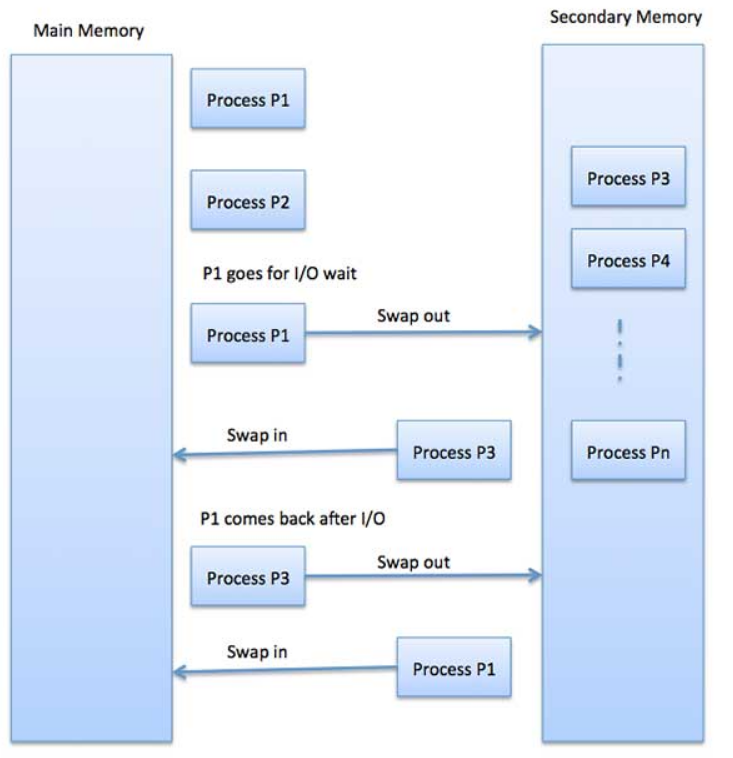 Main Memory
Secondary Memory
Process P1
Process P3
Process P2
Process P4
P1 goes for I/O wait
Process P1
Swap out
Swap in
Process P3
Process Pn
P1 comes back after I/O
Process P3
Swap out
Swap in
Process P1